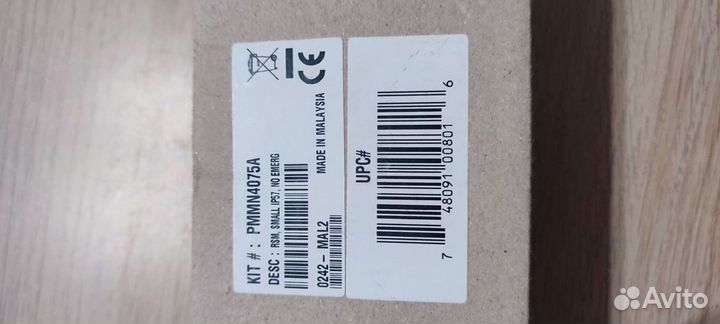 KIT # : PMMN4075A
DESC : RSM, SMALL IP57, NO EMERG
0242- MAL2 MADE IN MALAYSIA
CE
UPC#
7 48091 00801 6
Avito